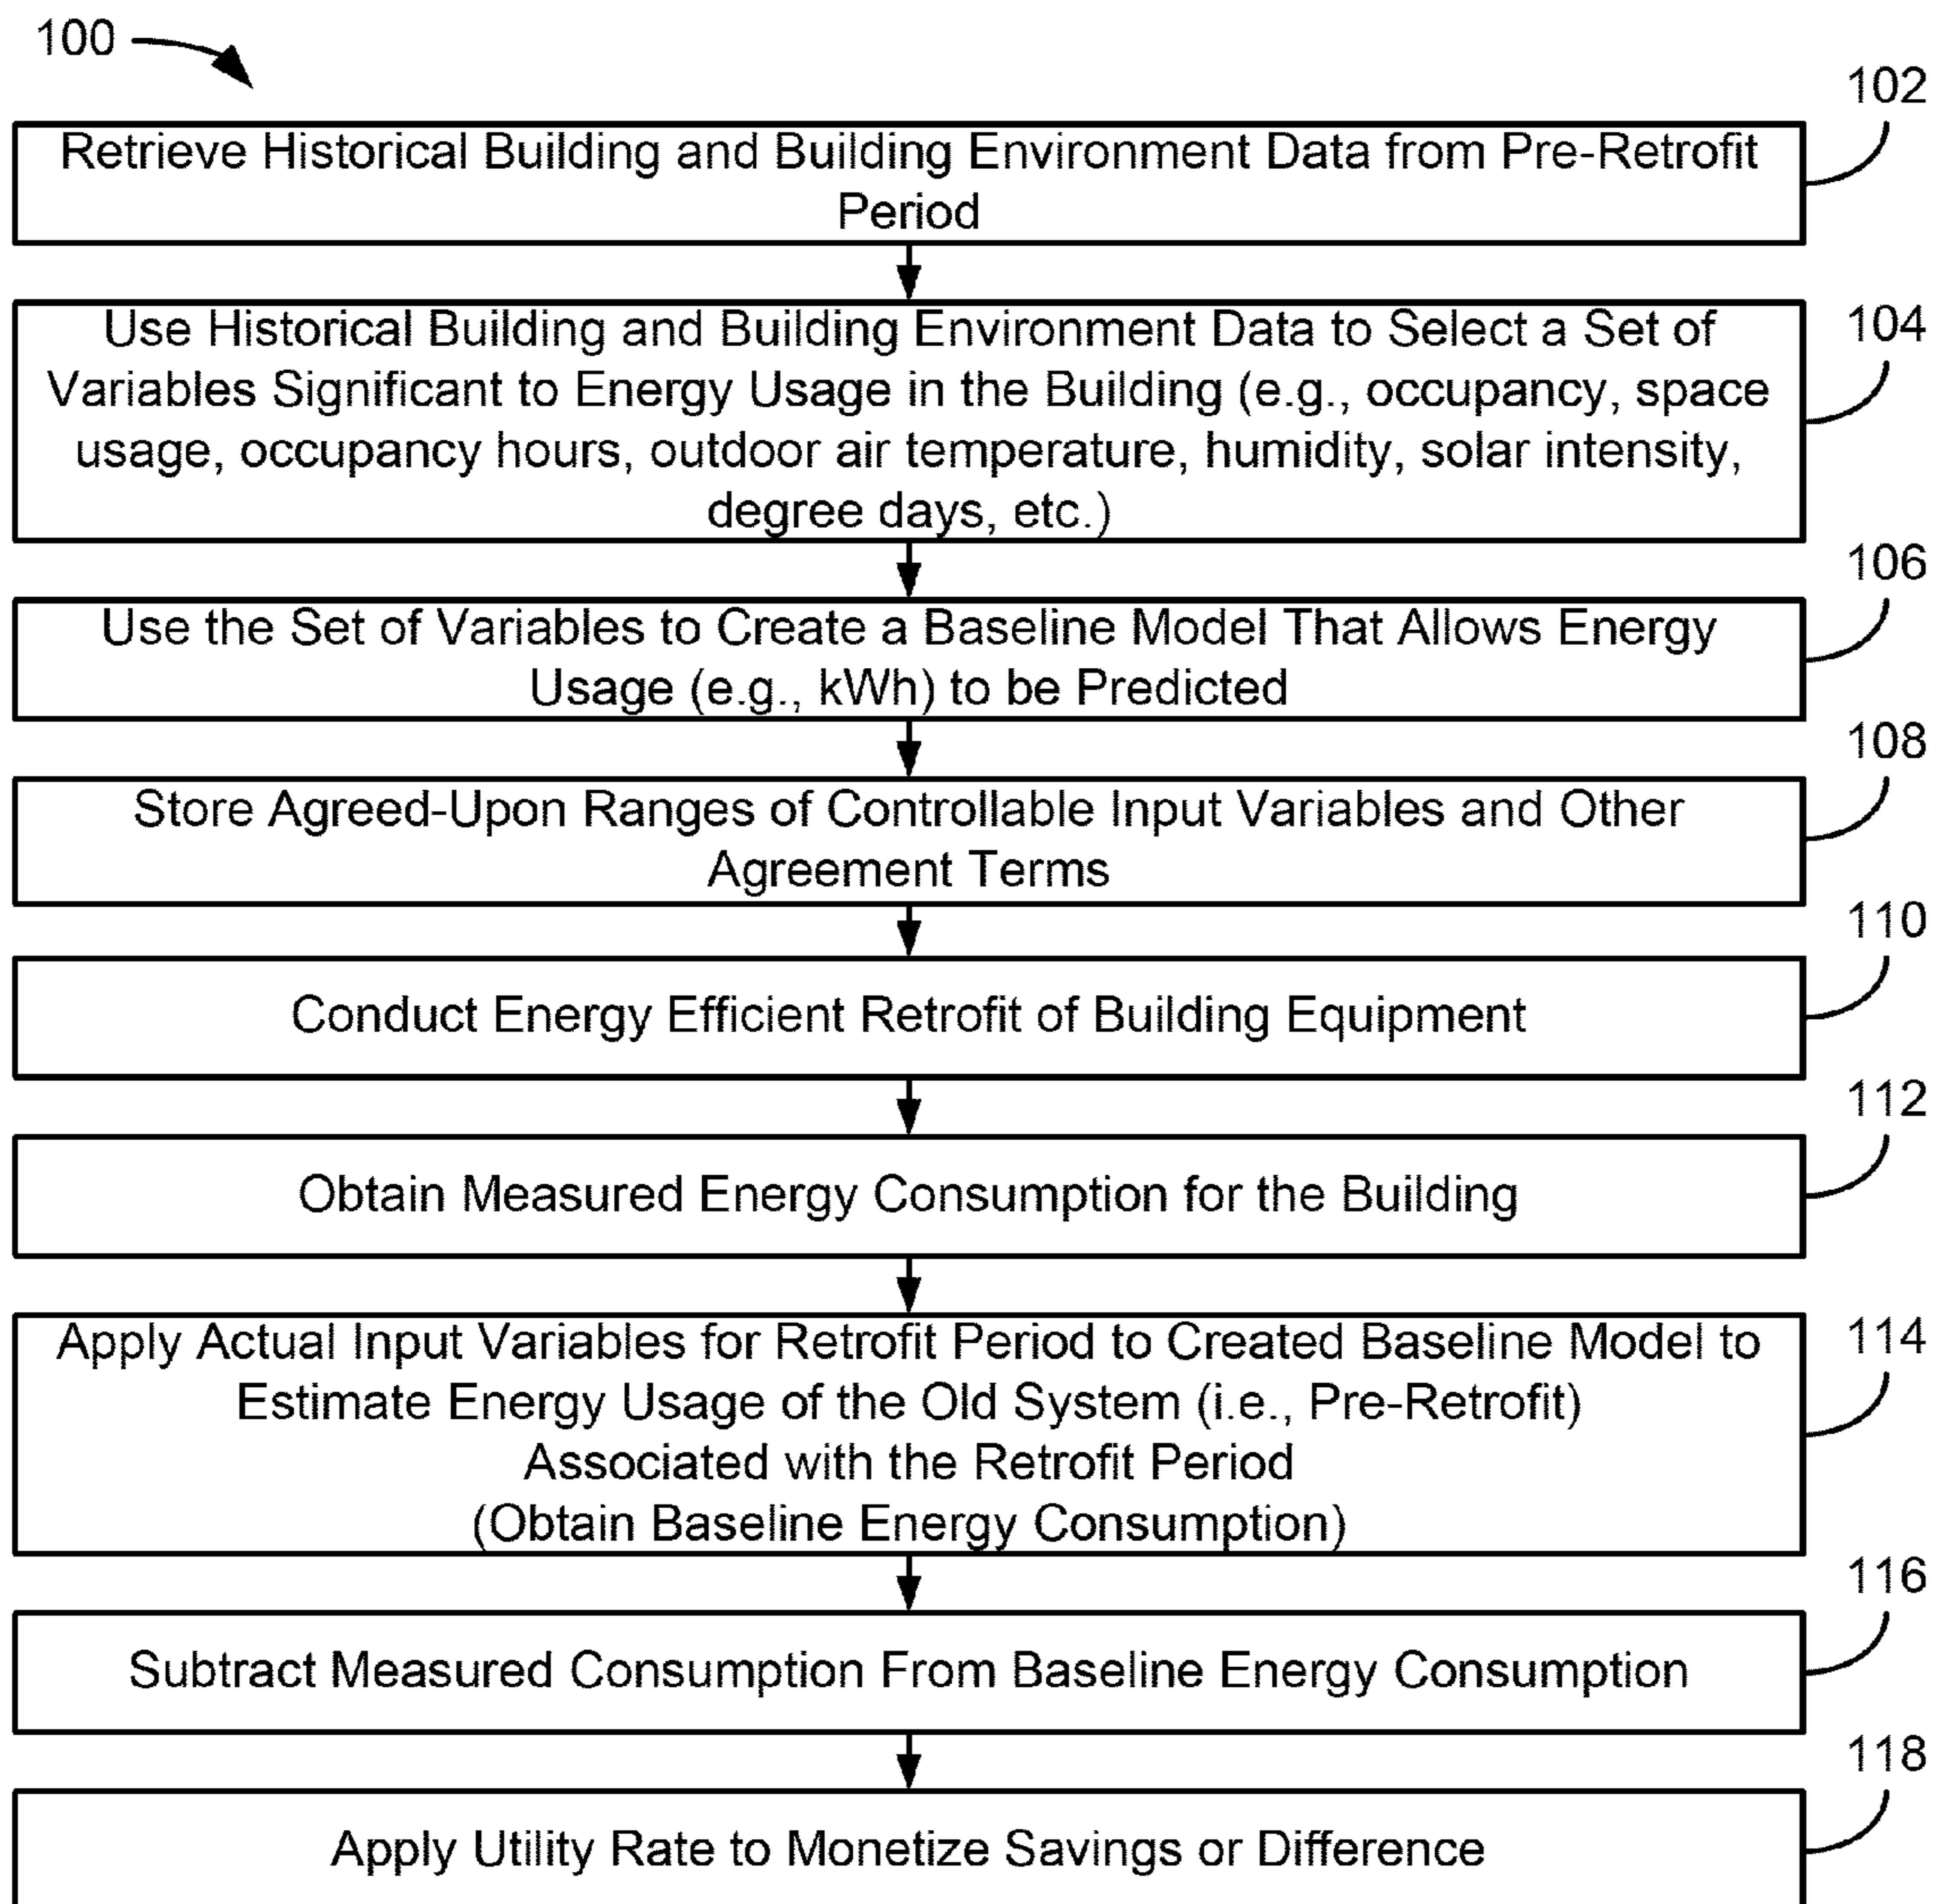 100
102
Retrieve Historical Building and Building Environment Data from Pre-Retrofit
Period
104
Use Historical Building and Building Environment Data to Select a Set of
Variables Significant to Energy Usage in the Building (e.g., occupancy, space
usage, occupancy hours, outdoor air temperature, humidity, solar intensity,
degree days, etc.)
106
Use the Set of Variables to Create a Baseline Model That Allows Energy
Usage (e.g., kWh) to be Predicted
108
Store Agreed-Upon Ranges of Controllable Input Variables and Other
Agreement Terms
110
Conduct Energy Efficient Retrofit of Building Equipment
112
Obtain Measured Energy Consumption for the Building
114
Apply Actual Input Variables for Retrofit Period to Created Baseline Model to
Estimate Energy Usage of the Old System (i.e., Pre-Retrofit)
Associated with the Retrofit Period
(Obtain Baseline Energy Consumption)
116
Subtract Measured Consumption From Baseline Energy Consumption
118
Apply Utility Rate to Monetize Savings or Difference